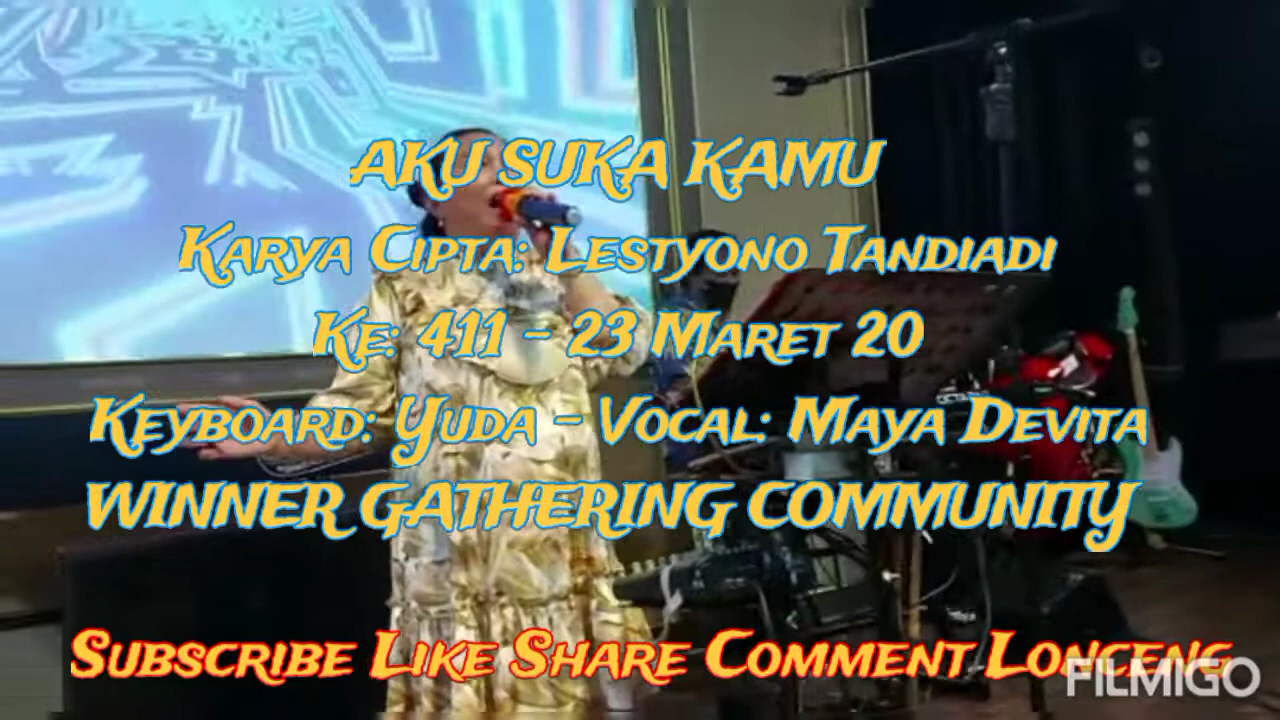 AKU SUKA KAMU
KARYA CIPTA: LESTYONO TANDIADI
KE: 411 - 23 MARET 20
KEYBOARD: YUDA - VOCAL: MAYA DEVITA
WINNER GATHERING COMMUNITY
SUBSCRIBE LIKE SHARE COMMENT LONCENG
FILMIGO